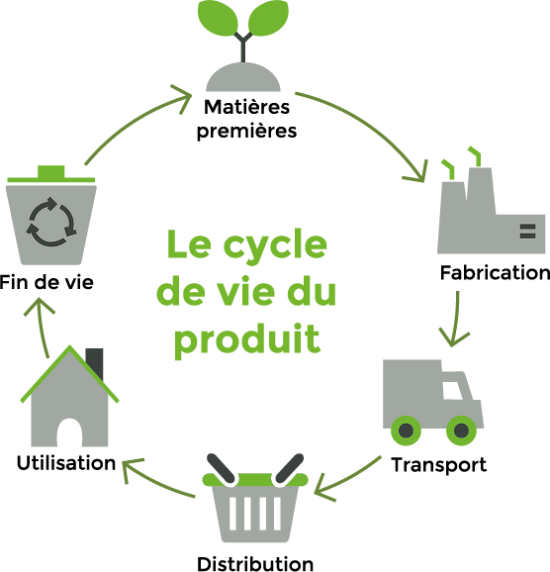 Matières
premières
Fabrication
Transport
Distribution
Utilisation
Fin de vie
Le cycle
de vie du
produit